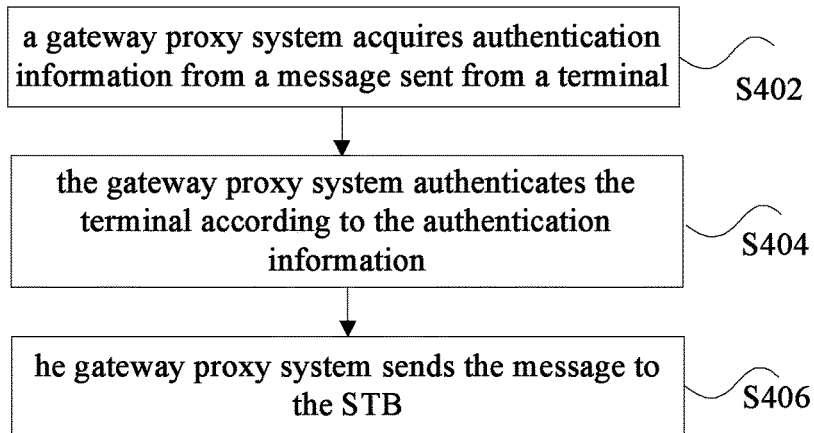 a gateway proxy system acquires authentication
information from a message sent from a terminal
S402
the gateway proxy system authenticates the
terminal according to the authentication
information
S404
he gateway proxy system sends the message to
the STB
S406